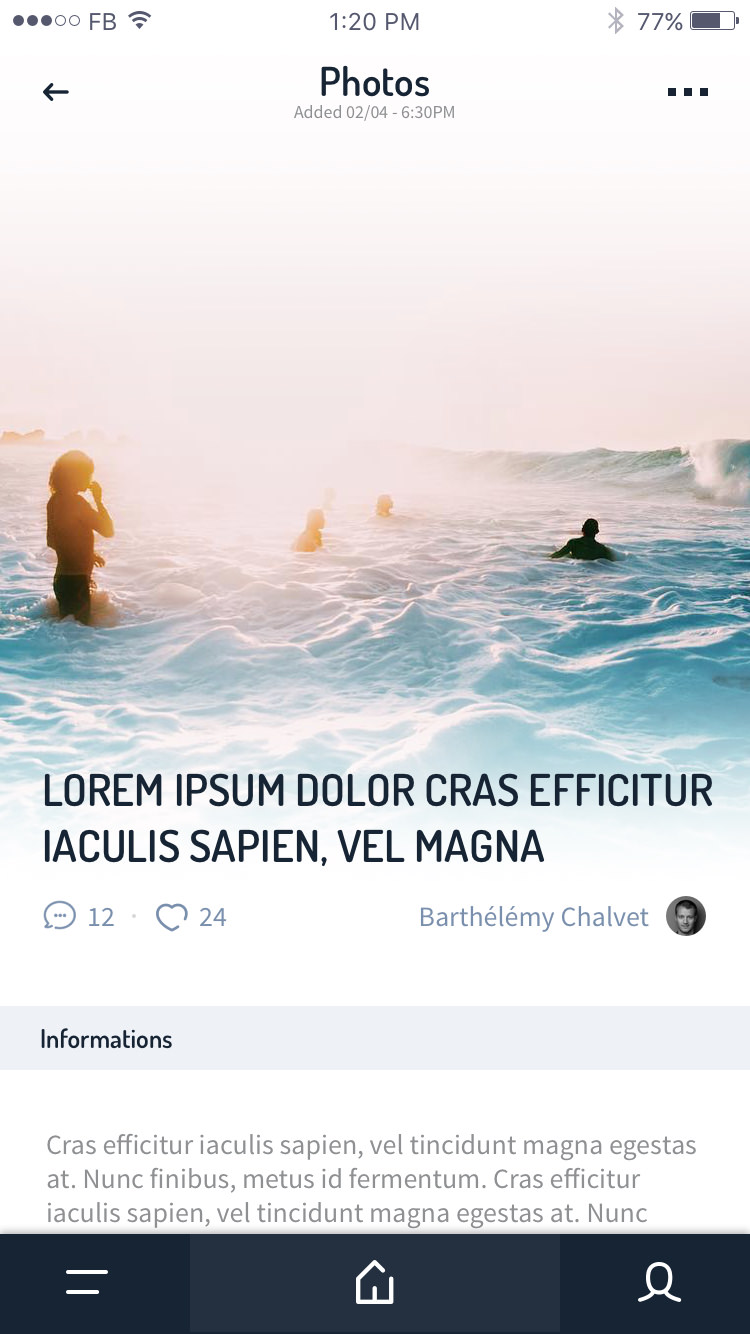 FB 1:20 PM 77%
Photos
Added 02/04 - 6:30PM
LOREM IPSUM DOLOR CRAS EFFICITUR
IACULIS SAPIEN, VEL MAGNA
12 · 24 Barthélémy Chalvet
Informations
Cras efficitur iaculis sapien, vel tincidunt magna egestas
at. Nunc finibus, metus id fermentum. Cras efficitur
iaculis sapien, vel tincidunt magna egestas at. Nunc